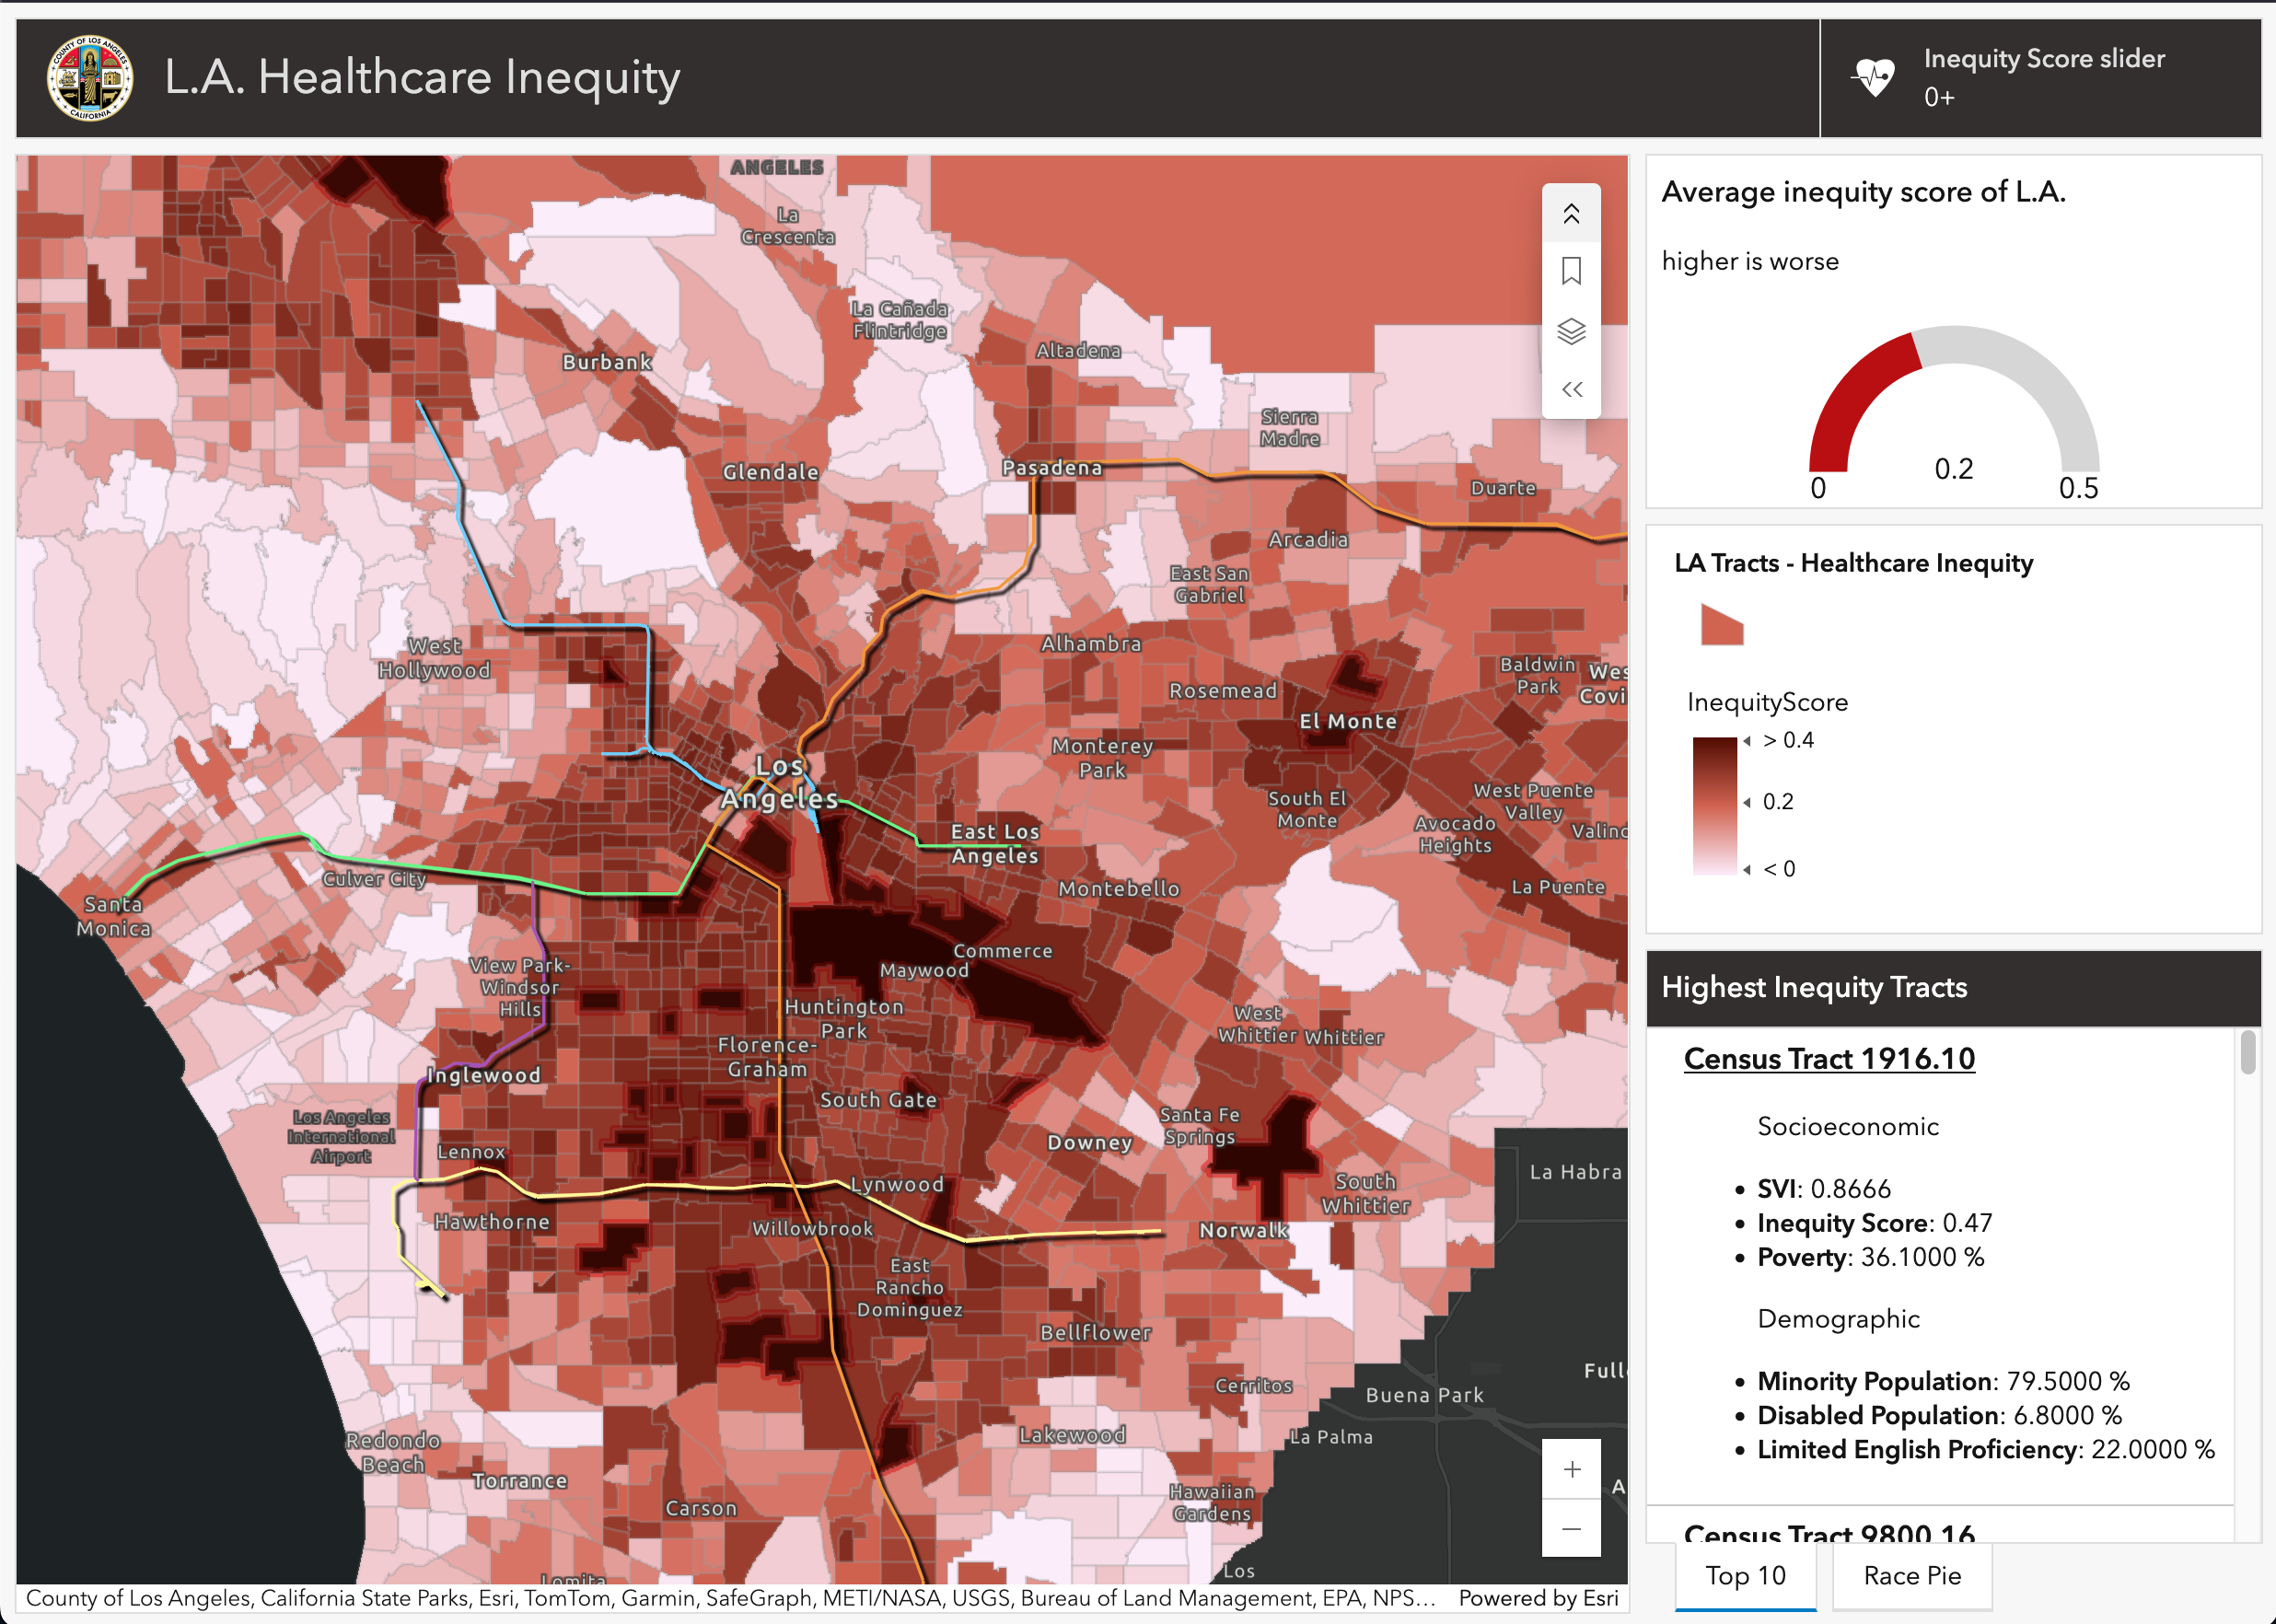 COUNTY OF LOS ANGELES
CALIFORNIA
L.A. Healthcare Inequity
Inequity Score slider
0+
ANGELES
La
Crescenta
La Cañada
Flintridge
Burbank
Altadena
Sierra
Madre
Glendale
Pasadena
Duarte
Arcadia
East San
Gabriel
West
Hollywood
Alhambra
Rosemead
Baldwin
Park
Wes
Covi
El Monte
Monterey
Park
Los
Angeles
South El
Monte
West Puente
Valley
Avocado
Heights
Valind
East Los
Angeles
Culver City
Montebello
La Puente
Santa
Monica
Commerce
Maywood
View Park-
Windsor
Hills
Huntington
Park
West
Whittier
Whittier
Florence-
Graham
Inglewood
South Gate
Los Angeles
International
Airport
Santa Fe
Springs
Downey
Lennox
La Habra
Lynwood
South
Whittier
Hawthorne
Willowbrook
Norwalk
East
Rancho
Dominguez
Bellflower
Full
Cerritos
Buena Park
Redondo
Beach
Lakewood
La Palma
Torrance
A
Hawaiian
Gardens
Carson
Lomita
Los
County of Los Angeles, California State Parks, Esri, TomTom, Garmin, SafeGraph, METI/NASA, USGS, Bureau of Land Management, EPA, NPS…
Powered by Esri
Average inequity score of L.A.
higher is worse
0.2
0
0.5
LA Tracts - Healthcare Inequity
InequityScore
> 0.4
0.2
< 0
Highest Inequity Tracts
Census Tract 1916.10
Socioeconomic
• SVI: 0.8666
• Inequity Score: 0.47
• Poverty: 36.1000 %
Demographic
• Minority Population: 79.5000 %
• Disabled Population: 6.8000 %
• Limited English Proficiency: 22.0000 %
Census Tract 9800.16
Top 10
Race Pie